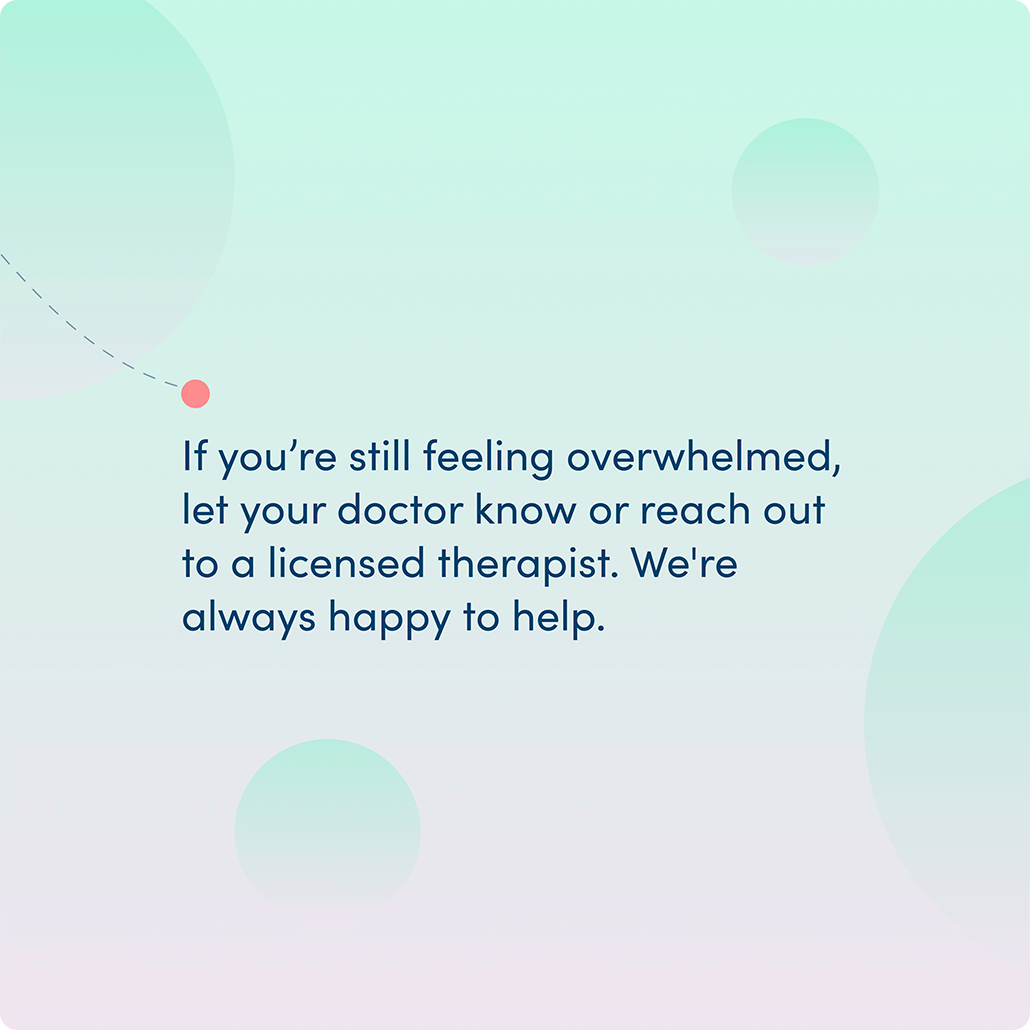 If you’re still feeling overwhelmed,
let your doctor know or reach out
to a licensed therapist. We're
always happy to help.